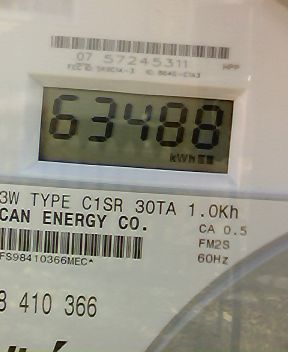 07 57245311 HPP
63488
kWh
3W TYPE C1SR 30TA 1.0Kh
CAN ENERGY CO. CA 0.5
FM2S
FS98410366MEC* 60Hz
8 410 366